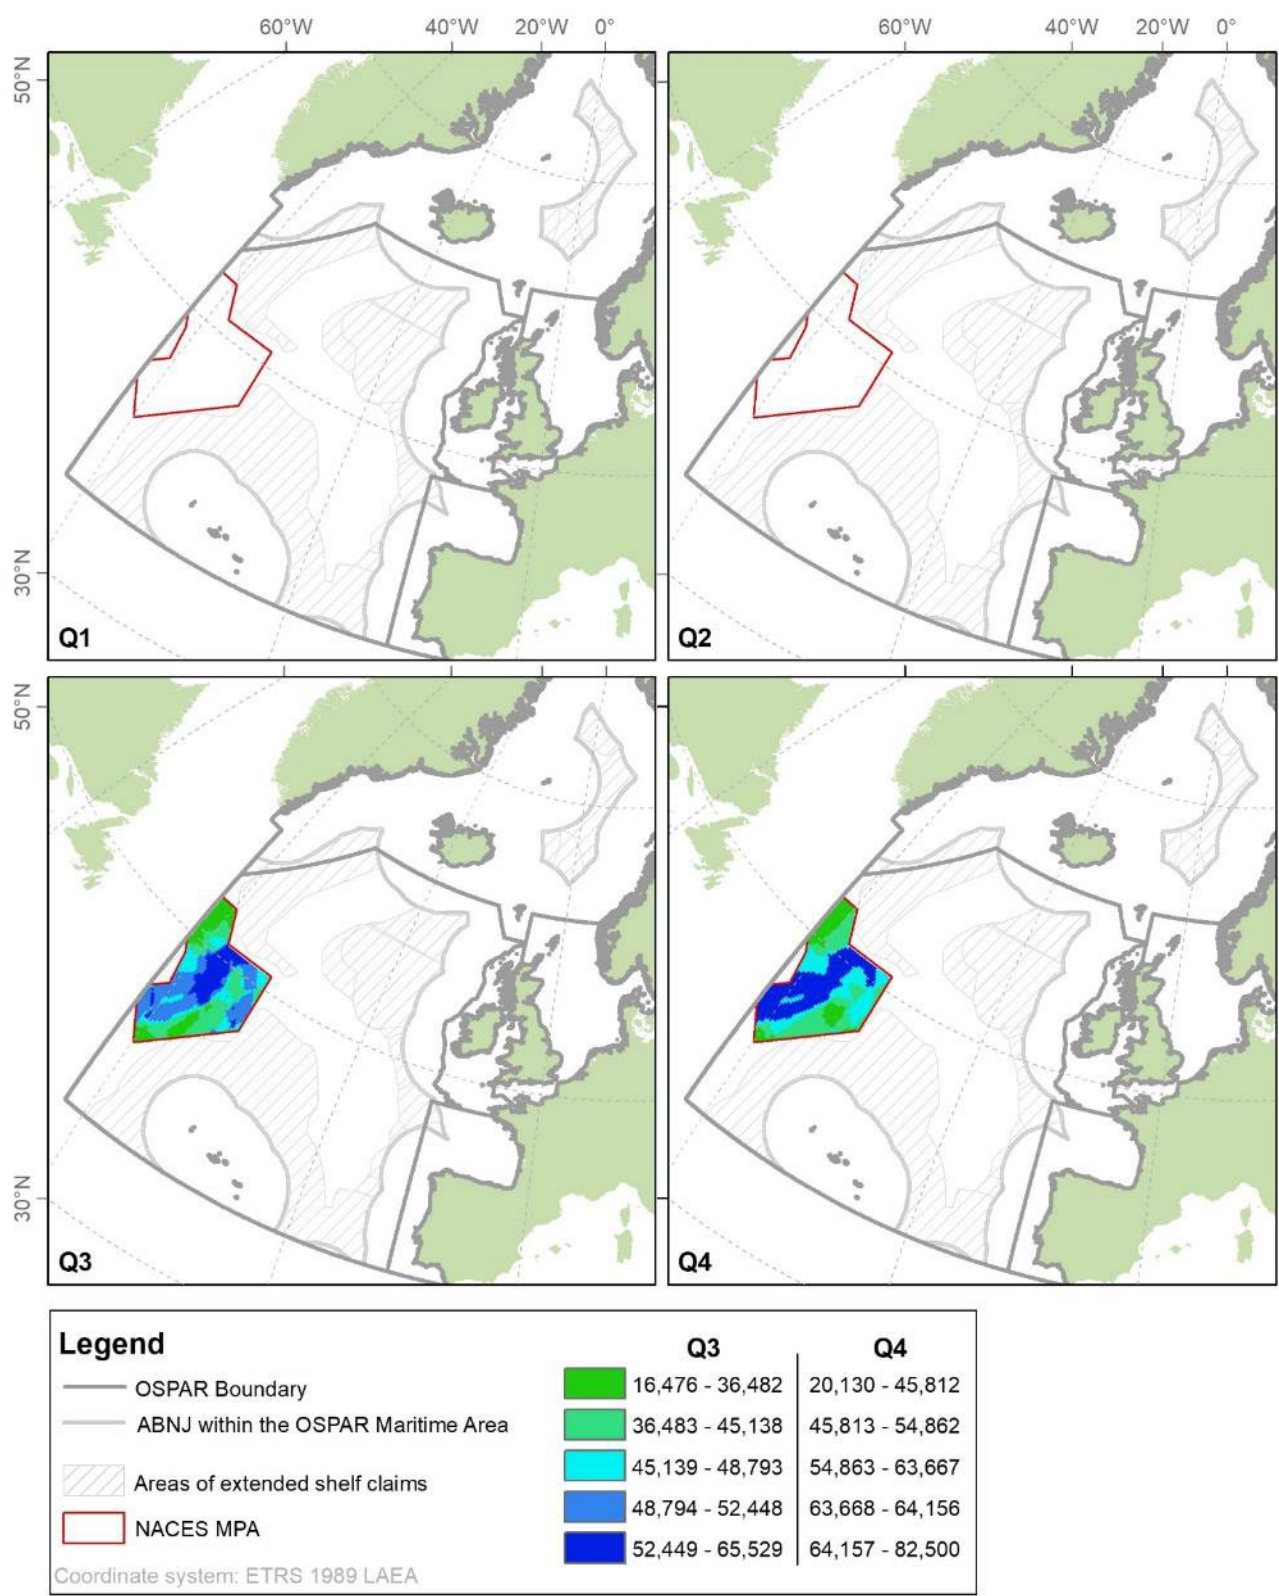 60°W 40°W 20°W 0° 60°W 40°W 20°W 0°
50°N
30°N
Q1 Q2
50°N
30°N
Q3 Q4
Legend
Q3 Q4
OSPAR Boundary 16,476 - 36,482 20,130 - 45,812
ABNJ within the OSPAR Maritime Area 36,483 - 45,138 45,813 - 54,862
Areas of extended shelf claims 45,139 - 48,793 54,863 - 63,667
NACES MPA 48,794 - 52,448 63,668 - 64,156
52,449 - 65,529 64,157 - 82,500
Coordinate system: ETRS 1989 LAEA